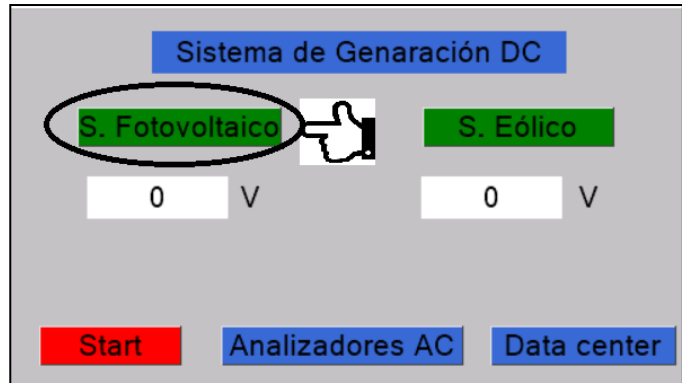 Sistema de Genaración DC
S. Fotovoltaico S. Eólico
0 V 0 V
Start Analizadores AC Data center